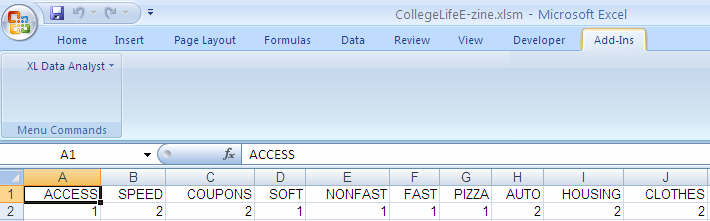 CollegeLifeE-zine.xlsm - Microsoft Excel
Home Insert Page Layout Formulas Data Review View Developer Add-Ins
XL Data Analyst
Menu Commands
A1 fx ACCESS
A B C D E F G H I J
1 ACCESS SPEED COUPONS SOFT NONFAST FAST PIZZA AUTO HOUSING CLOTHES
2 1 2 2 1 1 1 1 2 2 2